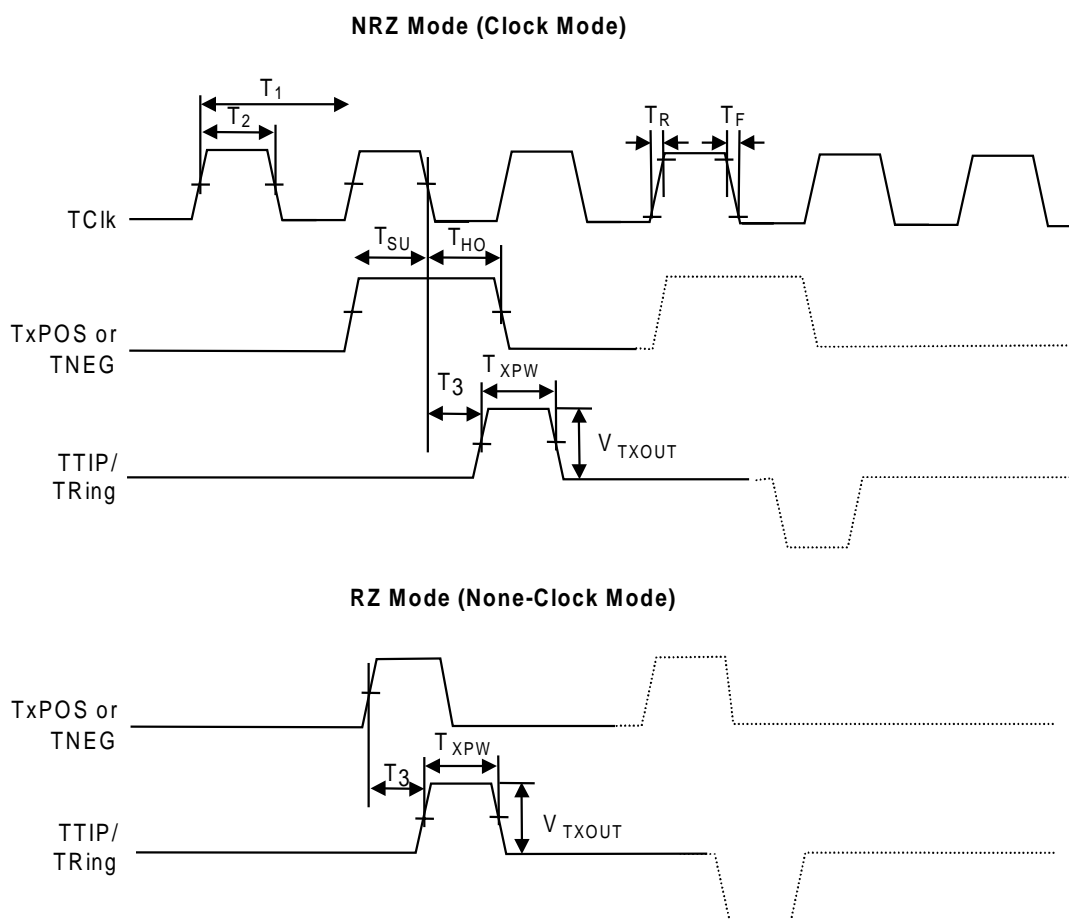 NRZ Mode (Clock Mode)
T1
T2
TR
TF
TClk
TSU
THO
TxPOS or
TNEG
T3
TXPW
VTXOUT
TTIP/
TRing
RZ Mode (None-Clock Mode)
TxPOS or
TNEG
TXPW
T3
VTXOUT
TTIP/
TRing